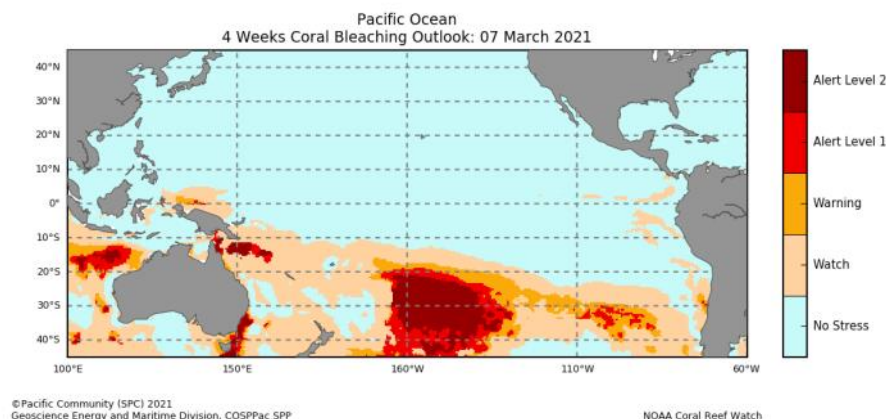 Pacific Ocean
4 Weeks Coral Bleaching Outlook: 07 March 2021
40°N
30°N
20°N
10°N
0°
10°S
20°S
30°S
40°S
100°E
150°E
160°W
110°W
60°W
Alert Level 2
Alert Level 1
Warning
Watch
No Stress
©Pacific Community (SPC) 2021
Geoscience Energy and Maritime Division, COSPPac SPP
NOAA Coral Reef Watch